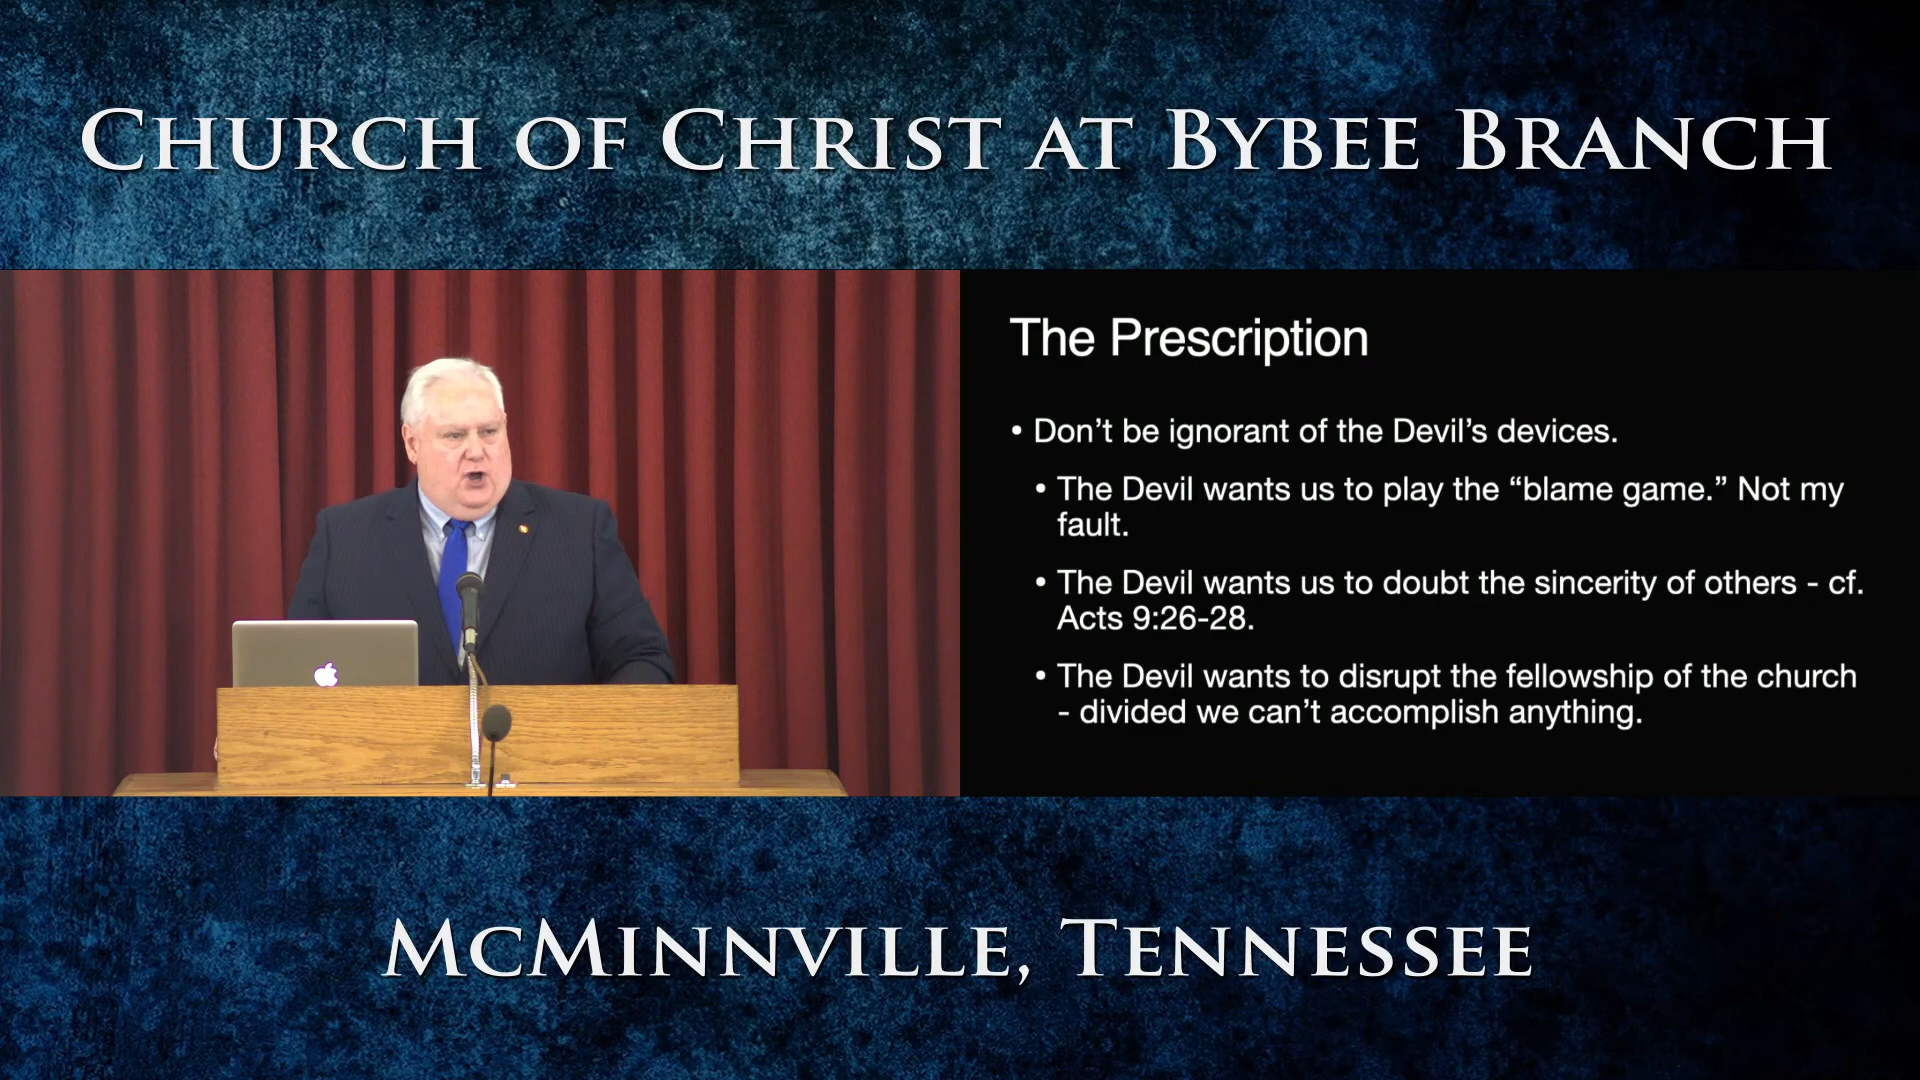 CHURCH OF CHRIST AT BYBEE BRANCH
The Prescription
• Don’t be ignorant of the Devil’s devices.
• The Devil wants us to play the “blame game.” Not my
fault.
• The Devil wants us to doubt the sincerity of others - cf.
Acts 9:26-28.
• The Devil wants to disrupt the fellowship of the church
- divided we can’t accomplish anything.
MCMINNVILLE, TENNESSEE